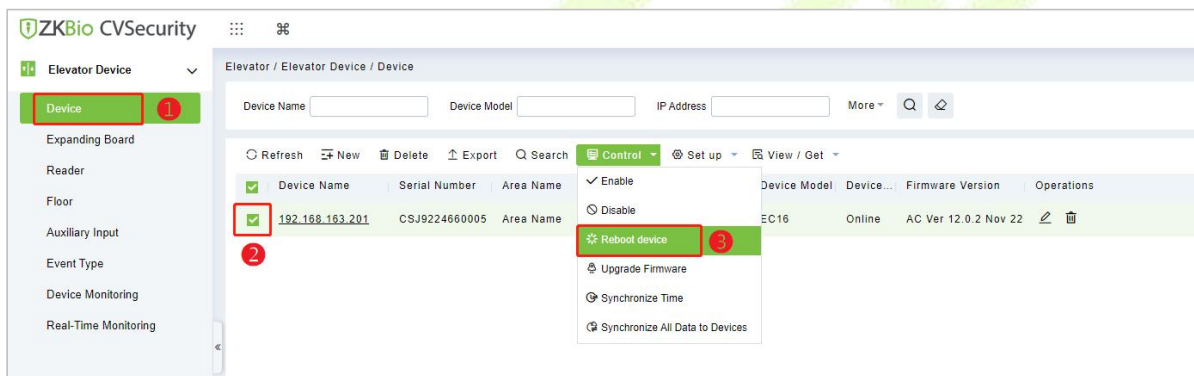 ZKBio CVSecurity
Elevator Device
Elevator / Elevator Device / Device
Device 1
Device Name Device Model IP Address More
Expanding Board
Reader
Floor
Auxiliary Input
Event Type
Device Monitoring
Real-Time Monitoring
Refresh New Delete Export Search Control Set up View / Get
Device Name Serial Number Area Name Device Model Device... Firmware Version Operations
192.168.163.201 CSJ9224660005 Area Name EC16 Online AC Ver 12.0.2 Nov 22
2
Enable
Disable
Reboot device 3
Upgrade Firmware
Synchronize Time
Synchronize All Data to Devices